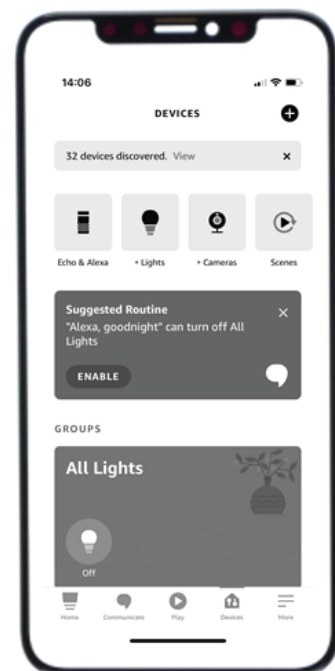 14:06
DEVICES
32 devices discovered. View
Echo & Alexa
+ Lights
+ Cameras
Scenes
Suggested Routine
"Alexa, goodnight" can turn off All
Lights
ENABLE
GROUPS
All Lights
Off
Home
Communicate
Play
Devices
More